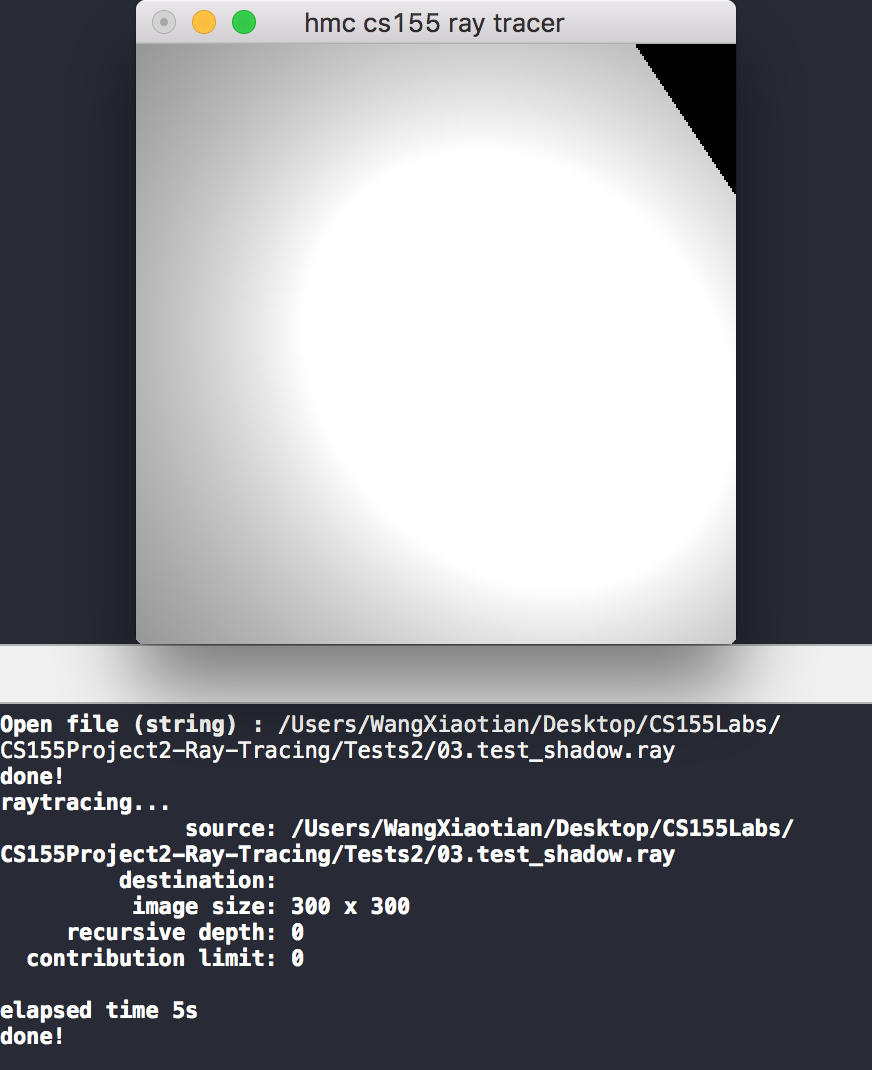 hmc cs155 ray tracer
Open file (string) : /Users/WangXiaotian/Desktop/CS155Labs/
CS155Project2-Ray-Tracing/Tests2/03.test_shadow.ray
done!
raytracing...
source: /Users/WangXiaotian/Desktop/CS155Labs/
CS155Project2-Ray-Tracing/Tests2/03.test_shadow.ray
destination:
image size: 300 x 300
recursive depth: 0
contribution limit: 0
elapsed time 5s
done!